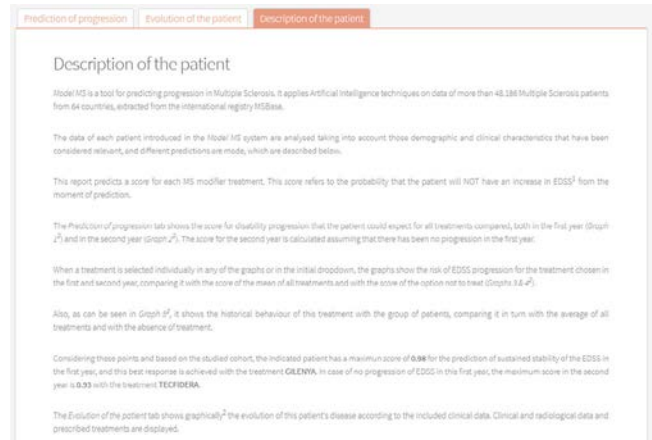 Prediction of progression
Evolution of the patient
Description of the patient
Description of the patient
Model MS is a tool for predicting progression in Multiple Sclerosis. It applies Artificial Intelligence techniques on data of more than 48.186 Multiple Sclerosis patients
from 64 countries, extracted from the international registry MSBase.
The data of each patient introduced in the Model MS system are analysed taking into account those demographic and clinical characteristics that have been
considered relevant, and different predictions are made, which are described below.
This report predicts a score for each MS modifier treatment. This score refers to the probability that the patient will NOT have an increase in EDSS¹ from the
moment of prediction.
The Prediction of progression tab shows the score for disability progression that the patient could expect for all treatments compared, both in the first year (Graph
1²) and in the second year (Graph 2²). The score for the second year is calculated assuming that there has been no progression in the first year.
When a treatment is selected individually in any of the graphs or in the initial dropdown, the graphs show the risk of EDSS progression for the treatment chosen in
the first and second year, comparing it with the score of the mean of all treatments and with the score of the option not to treat (Graphs 3 & 4²).
Also, as can be seen in Graph 5², it shows the historical behaviour of this treatment with the group of patients, comparing it in turn with the average of all
treatments and with the absence of treatment.
Considering these points and based on the studied cohort, the indicated patient has a maximun score of 0.98 for the prediction of sustained stability of the EDSS in
the first year, and this best response is achieved with the treatment GILENYA. In case of no progression of EDSS in this first year, the maximum score in the second
year is 0.93 with the treatment TECFIDERA.
The Evolution of the patient tab shows graphically² the evolution of this patient's disease according to the included clinical data. Clinical and radiological data and
prescribed treatments are displayed.